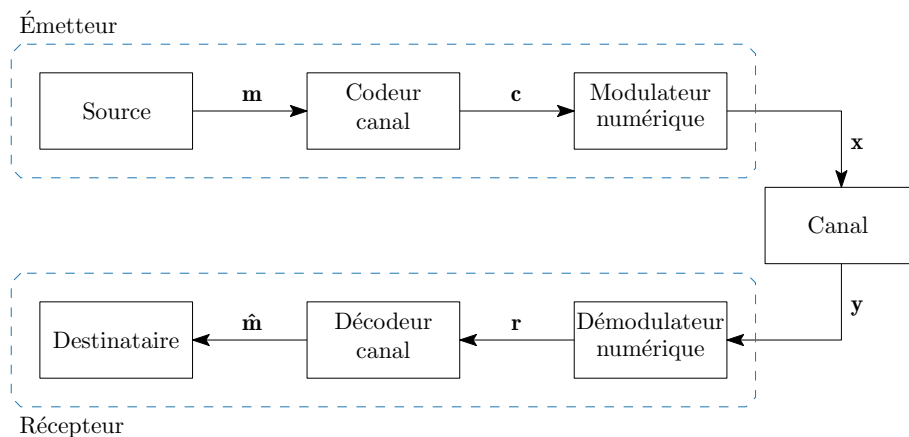 Émetteur
Source
m
Codeur
canal
c
Modulateur
numérique
x
Canal
y
Démodulateur
numérique
r
Décodeur
canal
m̂
Destinataire
Récepteur